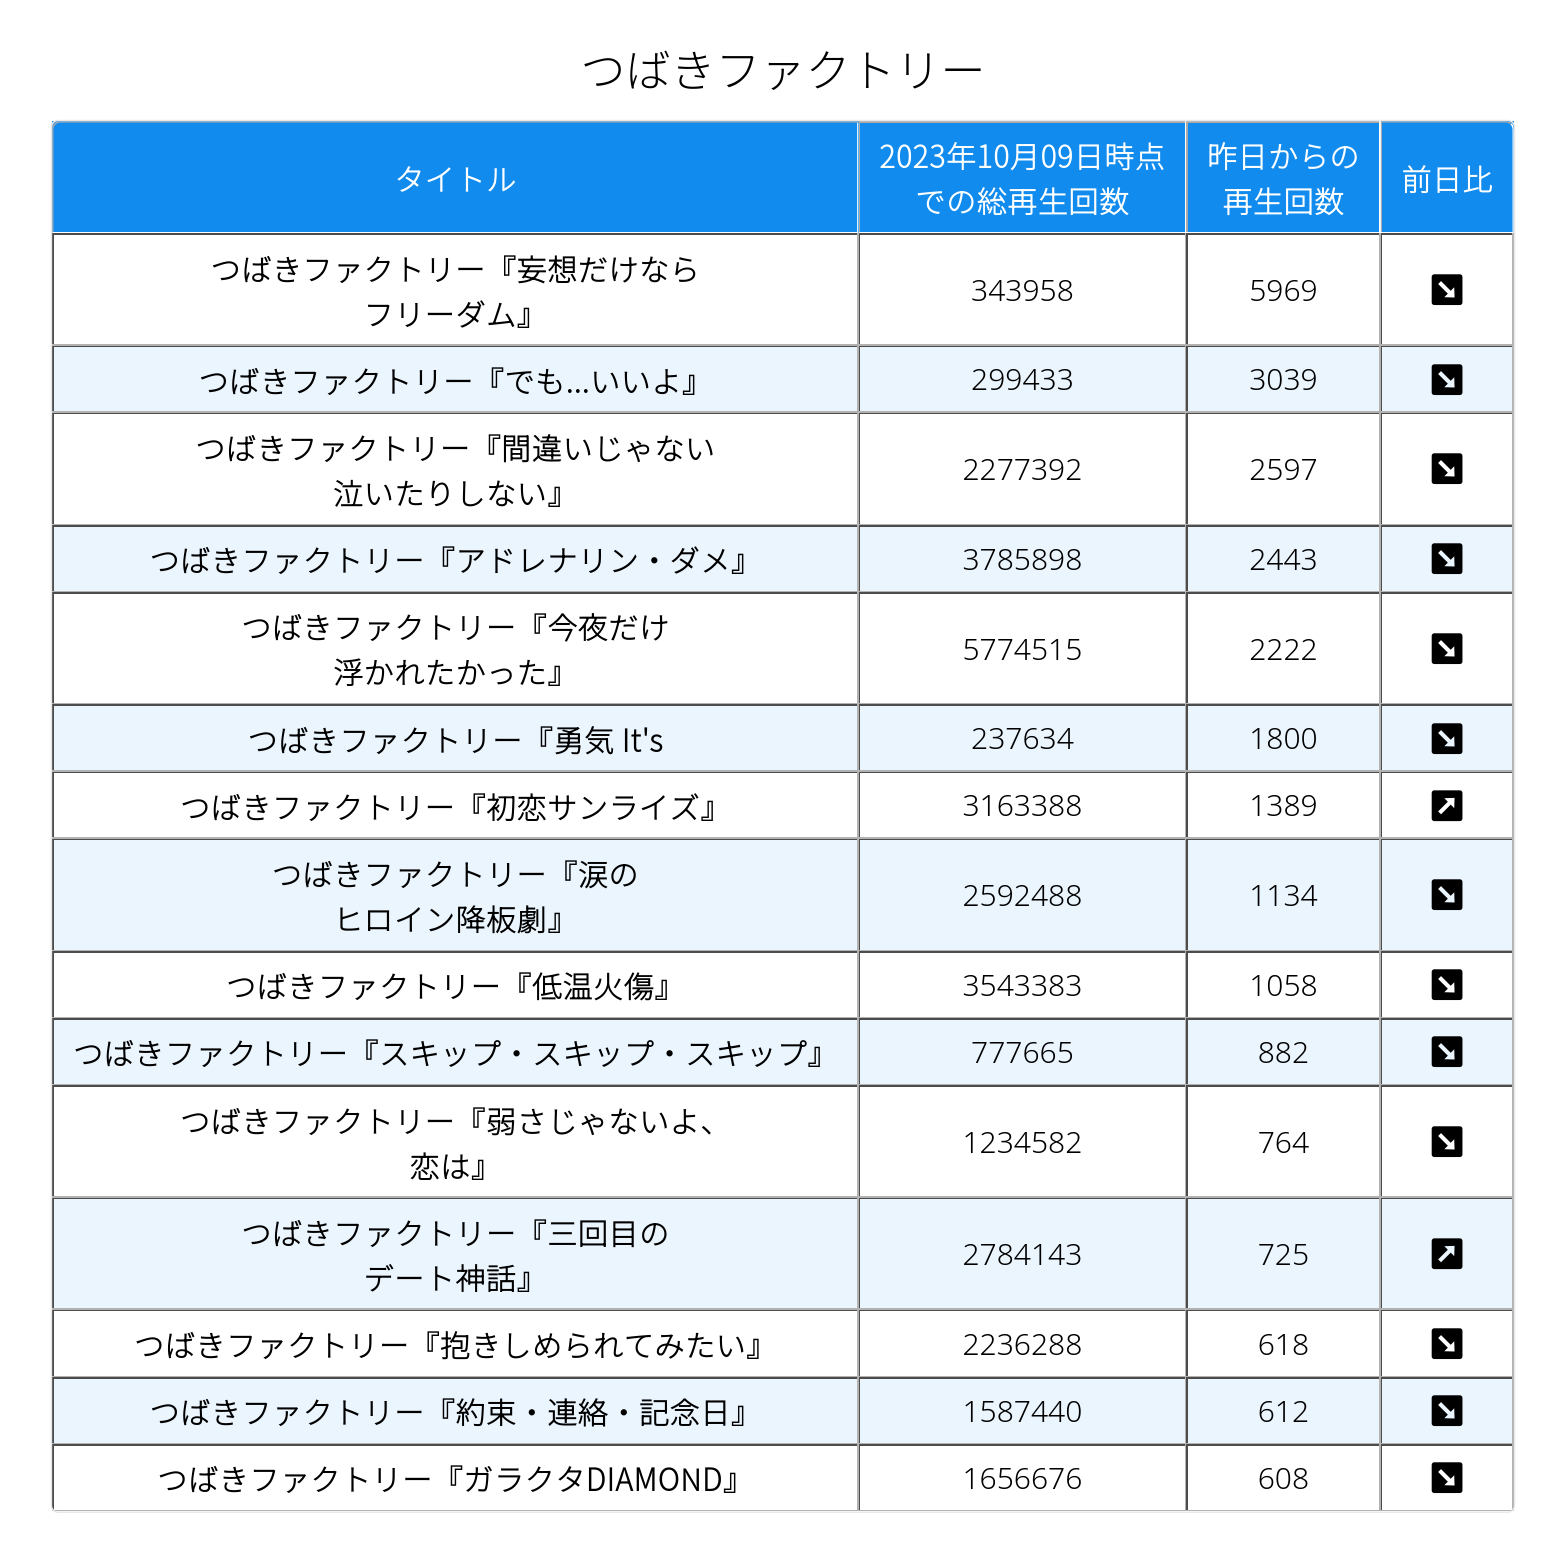 つばきファクトリー
タイトル
2023年10月09日時点
での総再生回数
昨日からの
再生回数
前日比
つばきファクトリー『妄想だけなら
フリーダム』
343958
5969
つばきファクトリー『でも...いいよ』
299433
3039
つばきファクトリー『間違いじゃない
泣いたりしない』
2277392
2597
つばきファクトリー『アドレナリン・ダメ』
3785898
2443
つばきファクトリー『今夜だけ
浮かれたかった』
5774515
2222
つばきファクトリー『勇気 It's
237634
1800
つばきファクトリー『初恋サンライズ』
3163388
1389
つばきファクトリー『涙の
ヒロイン降板劇』
2592488
1134
つばきファクトリー『低温火傷』
3543383
1058
つばきファクトリー『スキップ・スキップ・スキップ』
777665
882
つばきファクトリー『弱さじゃないよ、
恋は』
1234582
764
つばきファクトリー『三回目の
デート神話』
2784143
725
つばきファクトリー『抱きしめられてみたい』
2236288
618
つばきファクトリー『約束・連絡・記念日』
1587440
612
つばきファクトリー『ガラクタDIAMOND』
1656676
608